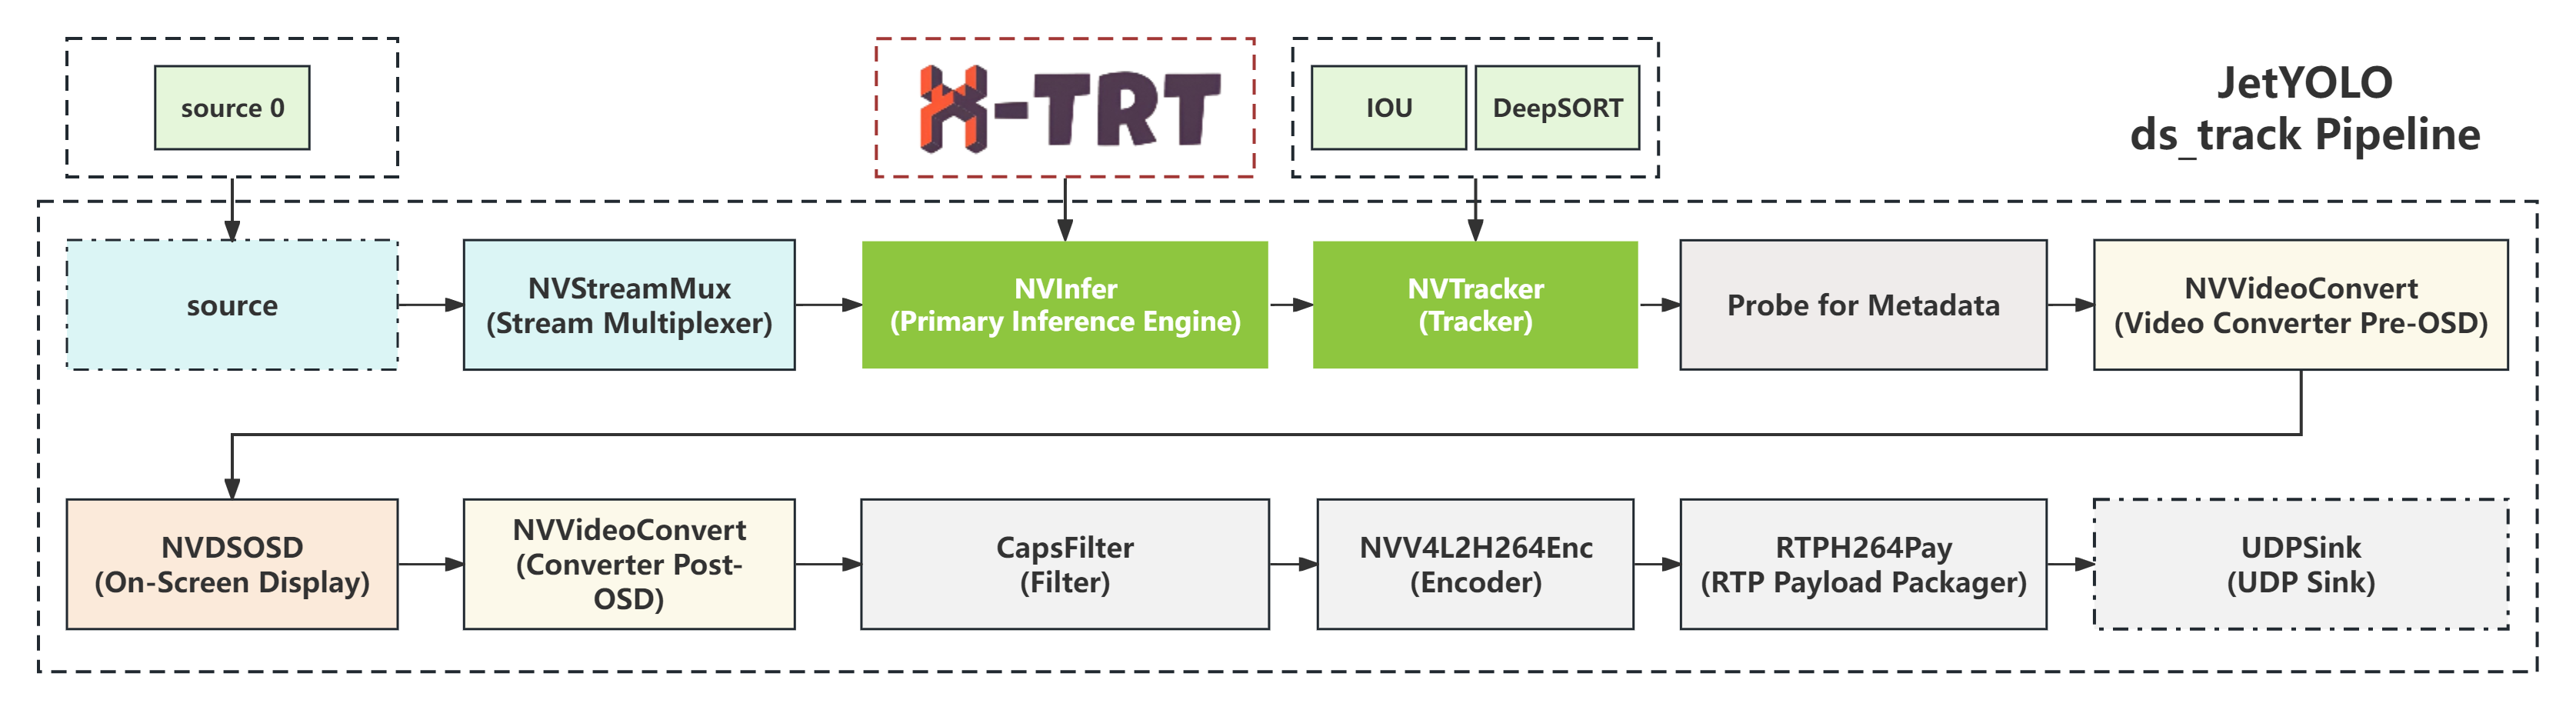 source 0
X-TRT
IOU
DeepSORT
JetYOLO
ds_track Pipeline
source
NVStreamMux
(Stream Multiplexer)
NVInfer
(Primary Inference Engine)
NVTracker
(Tracker)
Probe for Metadata
NVVideoConvert
(Video Converter Pre-OSD)
NVDSOSD
(On-Screen Display)
NVVideoConvert
(Converter Post-
OSD)
CapsFilter
(Filter)
NVV4L2H264Enc
(Encoder)
RTPH264Pay
(RTP Payload Packager)
UDPSink
(UDP Sink)